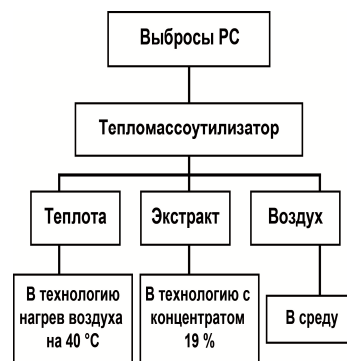 Выбросы РС
Тепломассоутилизатор
Теплота
Экстракт
Воздух
В технологию
нагрев воздуха
на 40 °С
В технологию с
концентратом
19 %
В среду